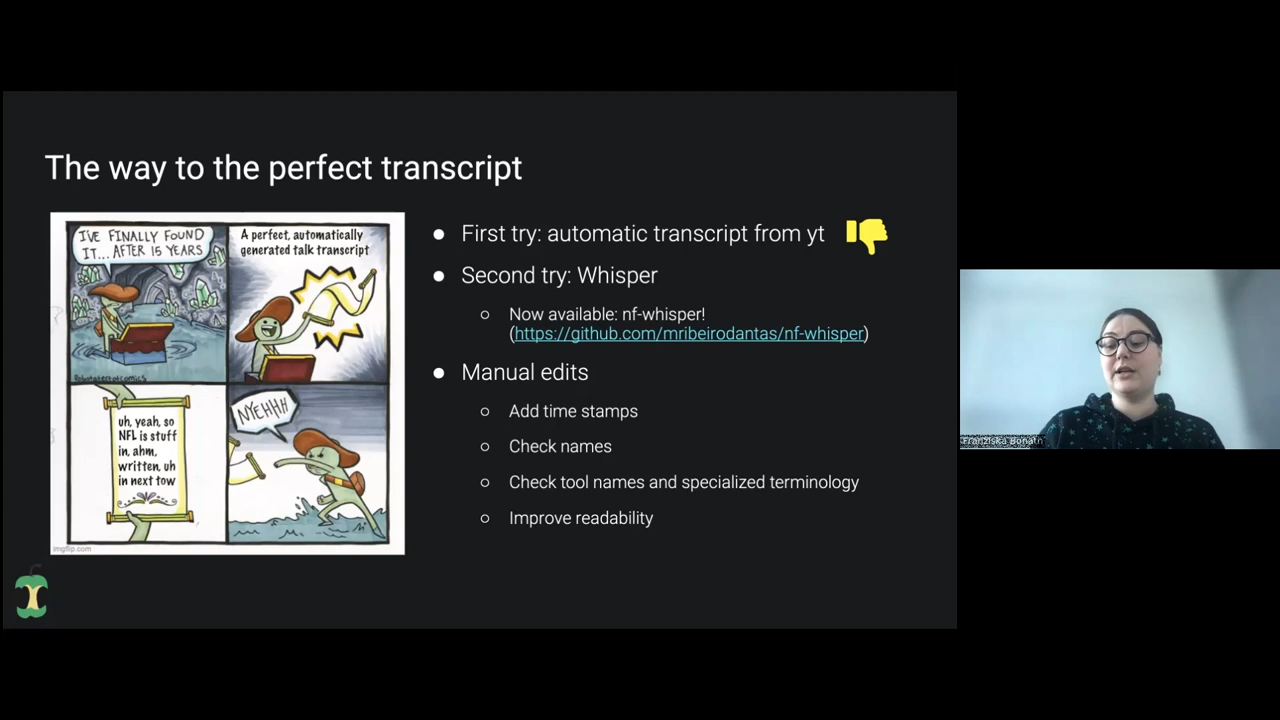 The way to the perfect transcript
I'VE FINALLY FOUND
IT... AFTER 15 YEARS
A perfect, automatically
generated talk transcript
uh, yeah, so
NFL is stuff
in, ahm,
written, uh
in next tow
NYEHHH
imgflip.com
● First try: automatic transcript from yt
● Second try: Whisper
○ Now available: nf-whisper!
(https://github.com/mribeirodantas/nf-whisper)
● Manual edits
○ Add time stamps
○ Check names
○ Check tool names and specialized terminology
○ Improve readability
Franziska Bonath